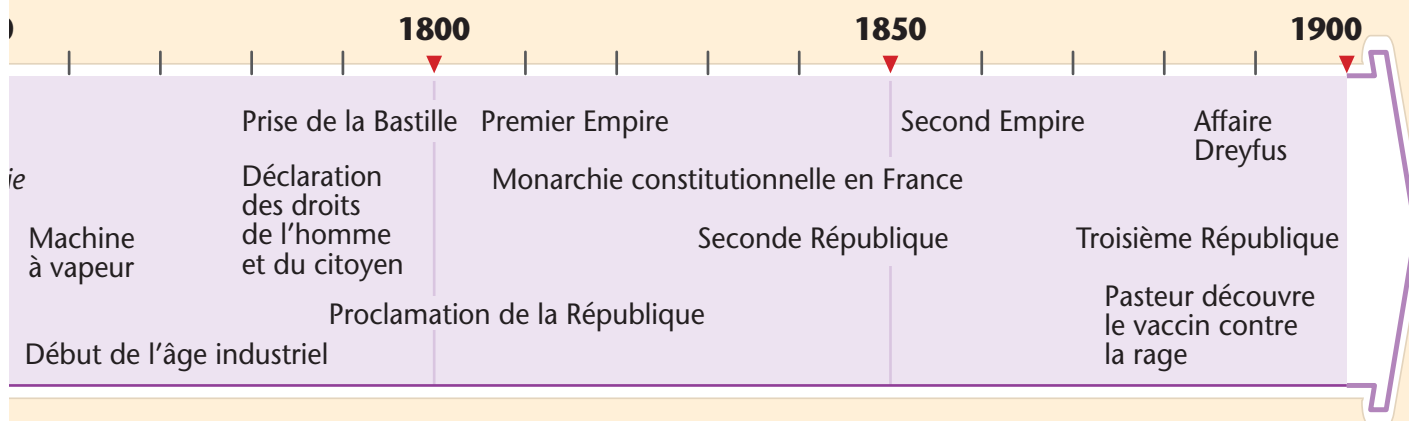 1800 1850 1900
Prise de la Bastille Premier Empire Second Empire Affaire
Dreyfus
Déclaration
des droits
de l'homme
et du citoyen
Monarchie constitutionnelle en France
Machine
à vapeur
Seconde République
Troisième République
Proclamation de la République
Pasteur découvre
le vaccin contre
la rage
Début de l'âge industriel